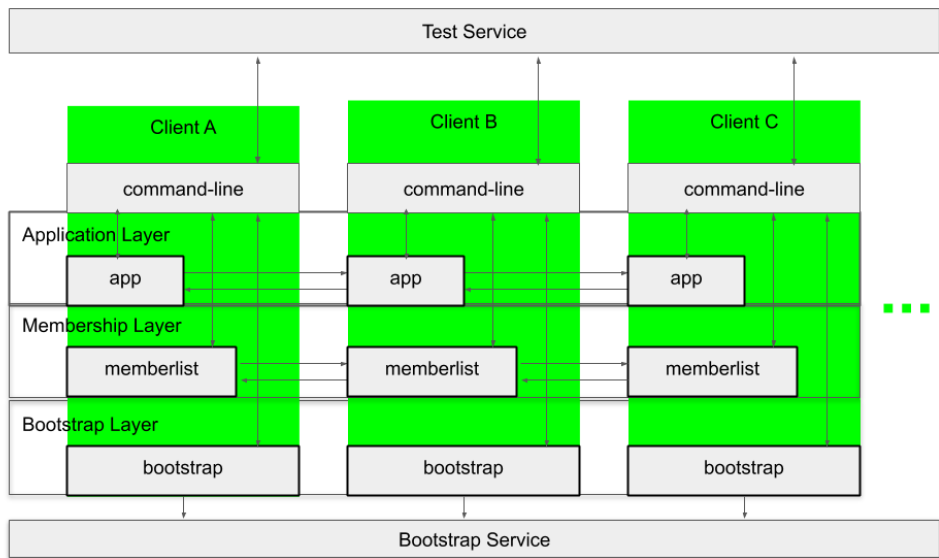 Test Service
Client A
Client B
Client C
command-line
command-line
command-line
Application Layer
app
app
app
Membership Layer
memberlist
memberlist
memberlist
Bootstrap Layer
bootstrap
bootstrap
bootstrap
Bootstrap Service